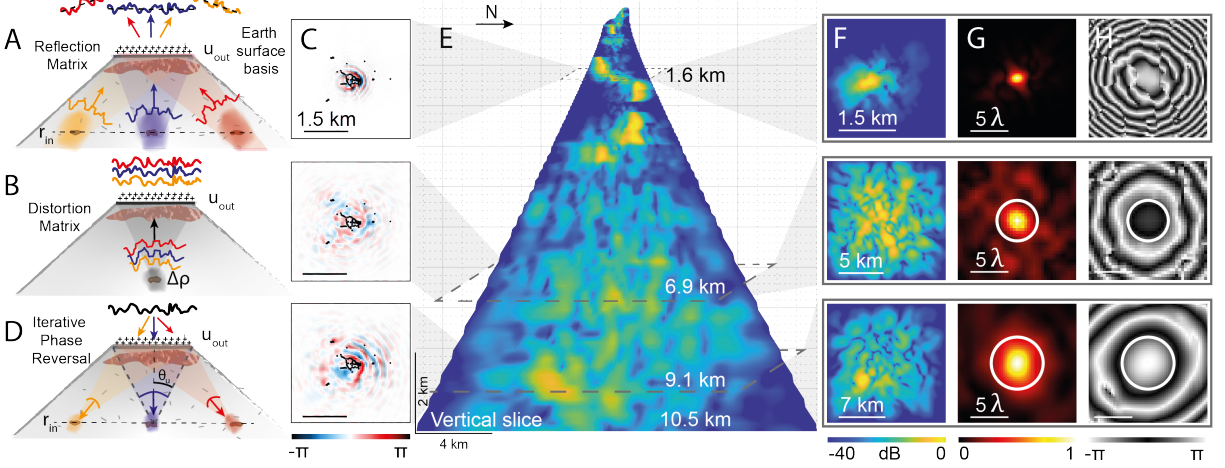 A
Reflection
Matrix
u_out
Earth
surface
basis
r_in
B
Distortion
Matrix
u_out
Δρ
D
Iterative
Phase
Reversal
u_out
r_in
C
1.5 km
-π π
E
N
1.6 km
6.9 km
9.1 km
10.5 km
Vertical slice
2 km
4 km
F
1.5 km
5 km
7 km
-40 dB 0
G
5 λ
5 λ
5 λ
0 1
H
-π π